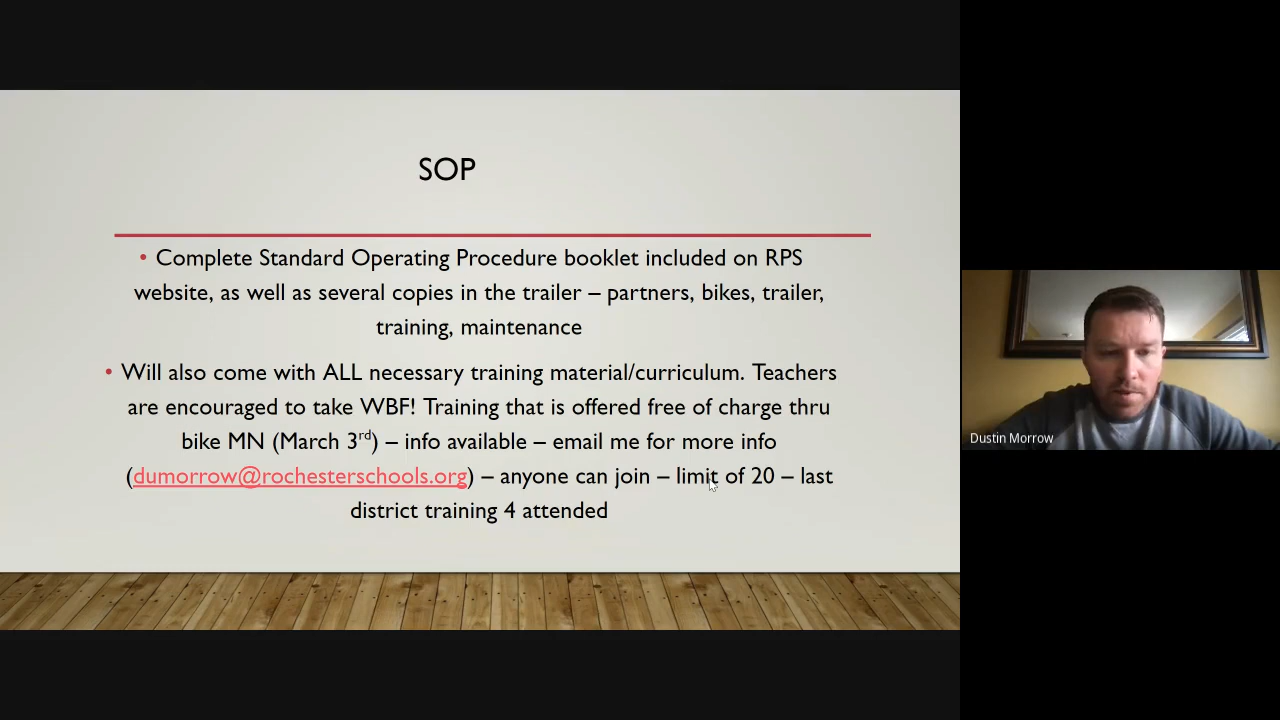 SOP
• Complete Standard Operating Procedure booklet included on RPS
website, as well as several copies in the trailer – partners, bikes, trailer,
training, maintenance
• Will also come with ALL necessary training material/curriculum. Teachers
are encouraged to take WBF! Training that is offered free of charge thru
bike MN (March 3rd) – info available – email me for more info
(dumorrow@rochesterschools.org) – anyone can join – limit of 20 – last
district training 4 attended
Dustin Morrow